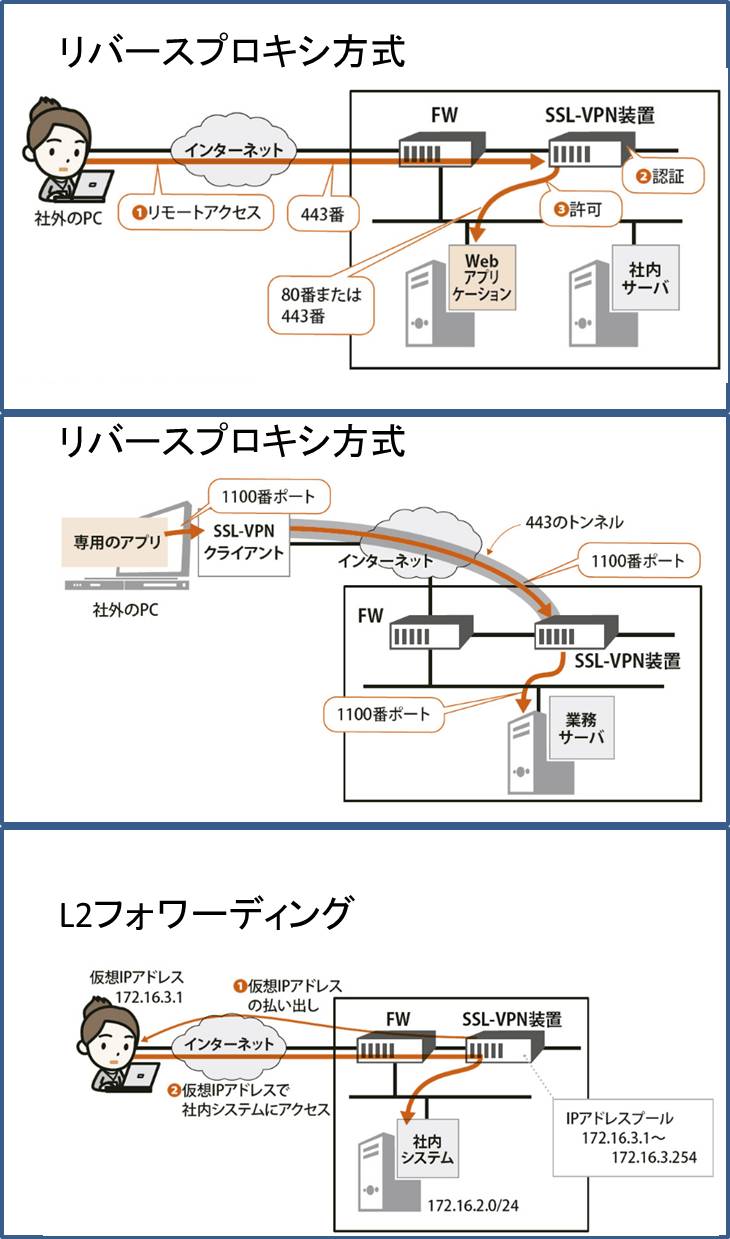 リバースプロキシ方式
FW
SSL-VPN装置
インターネット
❷認証
社外のPC
❶リモートアクセス
443番
❸許可
Web
アプリ
ケーション
社内
サーバ
80番または
443番
リバースプロキシ方式
1100番ポート
専用のアプリ
SSL-VPN
クライアント
443のトンネル
インターネット
1100番ポート
社外のPC
FW
SSL-VPN装置
1100番ポート
業務
サーバ
L2フォワーディング
仮想IPアドレス
172.16.3.1
❶仮想IPアドレス
の払い出し
FW
SSL-VPN装置
インターネット
❷仮想IPアドレスで
社内システムにアクセス
IPアドレスプール
172.16.3.1～
172.16.3.254
社内
システム
172.16.2.0/24